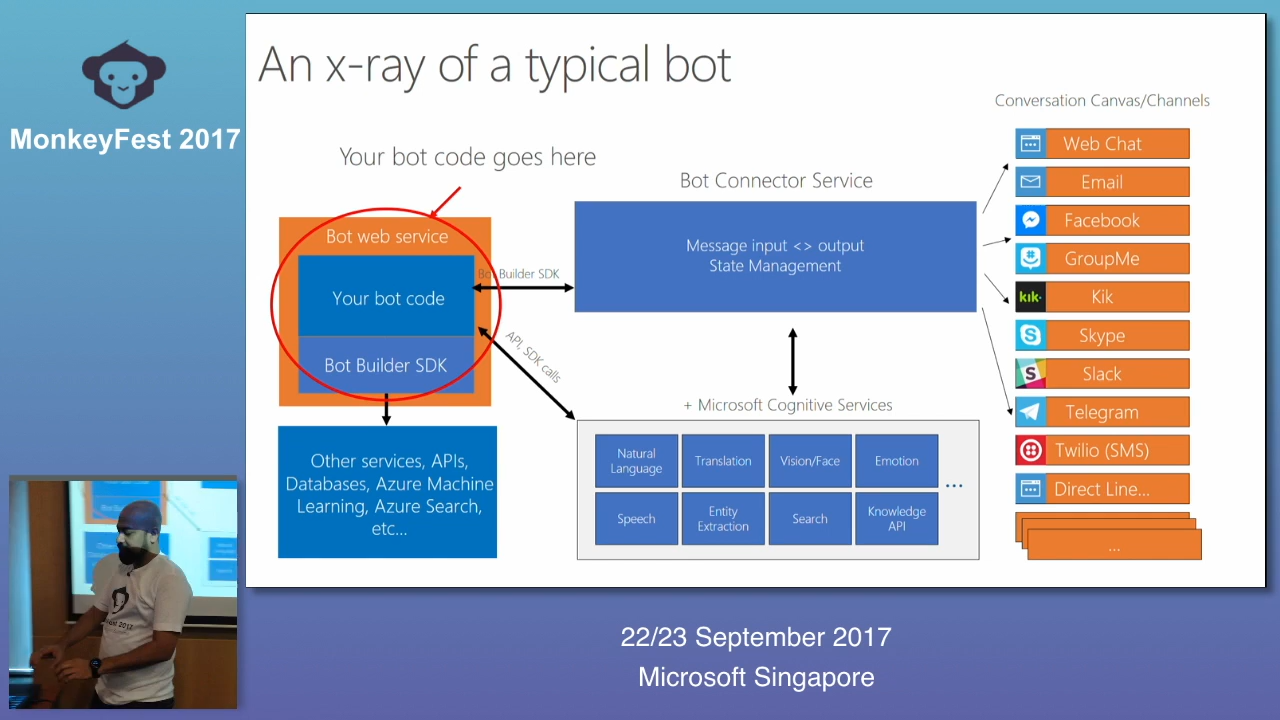 MonkeyFest 2017
An x-ray of a typical bot
Your bot code goes here
Bot web service
Your bot code
Bot Builder SDK
Bot Builder SDK
API, SDK calls
Other services, APIs,
Databases, Azure Machine
Learning, Azure Search,
etc...
Bot Connector Service
Message input <> output
State Management
+ Microsoft Cognitive Services
Natural
Language
Translation
Vision/Face
Emotion
Speech
Entity
Extraction
Search
Knowledge
API
...
Conversation Canvas/Channels
Web Chat
Email
Facebook
GroupMe
kik.
Kik
Skype
Slack
Telegram
Twilio (SMS)
Direct Line...
...
22/23 September 2017
Microsoft Singapore